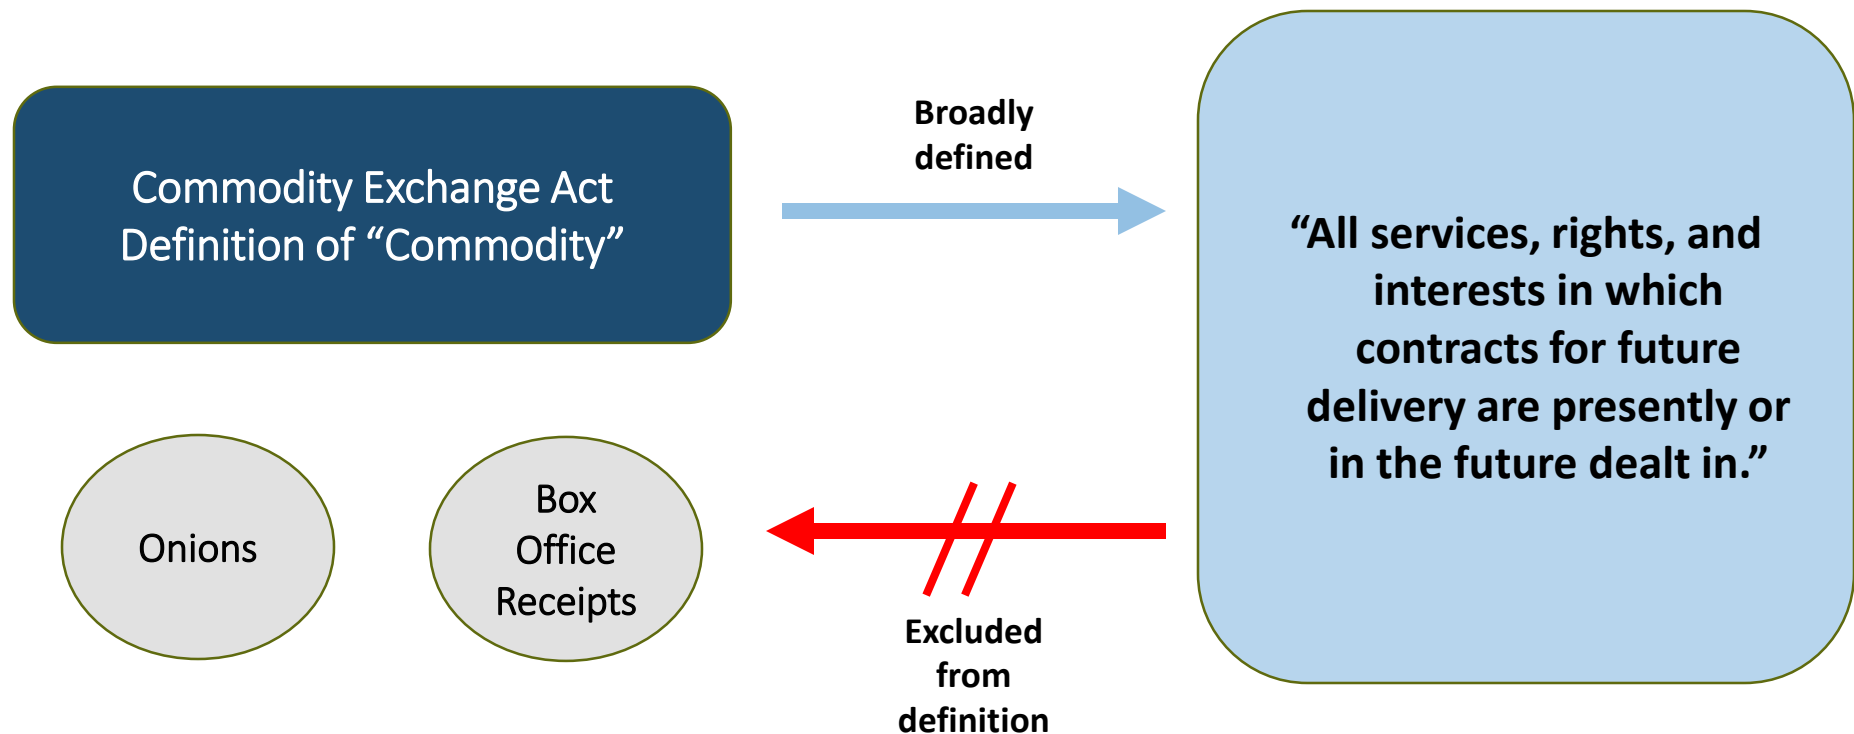 Commodity Exchange Act
Definition of “Commodity”
Broadly
defined
“All services, rights, and
interests in which
contracts for future
delivery are presently or
in the future dealt in.”
Onions
Box
Office
Receipts
Excluded
from
definition